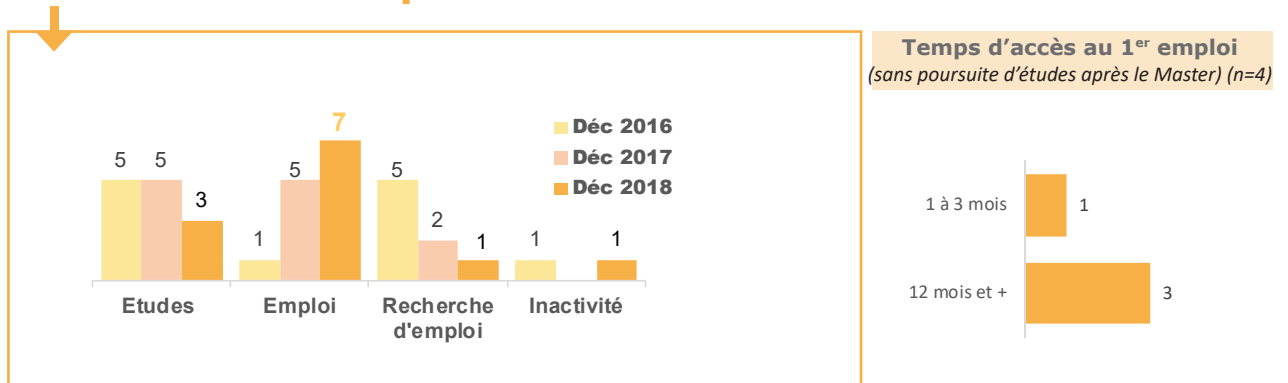 Temps d’accès au 1er emploi
(sans poursuite d’études après le Master) (n=4)
7
Déc 2016
Déc 2017
Déc 2018
5 5 3
1 5
5 2 1
1 1
Etudes Emploi Recherche d'emploi Inactivité
1 à 3 mois 1
12 mois et + 3